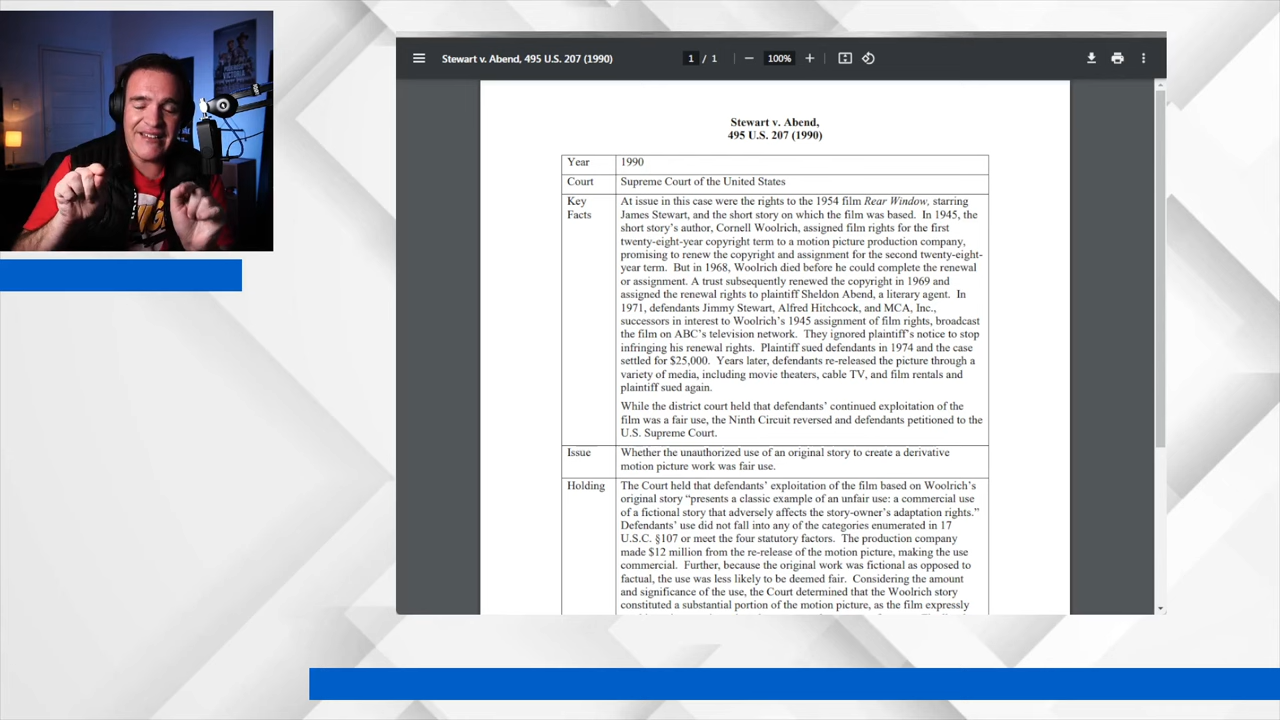 Stewart v. Abend, 495 U.S. 207 (1990)
1 / 1
100%
Stewart v. Abend,
495 U.S. 207 (1990)
Year 1990
Court Supreme Court of the United States
Key Facts At issue in this case were the rights to the 1954 film Rear Window, starring
James Stewart, and the short story on which the film was based. In 1945, the
short story's author, Cornell Woolrich, assigned film rights for the first
twenty-eight-year copyright term to a motion picture production company,
promising to renew the copyright and assignment for the second twenty-eight-
year term. But in 1968, Woolrich died before he could complete the renewal
or assignment. A trust subsequently renewed the copyright in 1969 and
assigned the renewal rights to plaintiff Sheldon Abend, a literary agent. In
1971, defendants Jimmy Stewart, Alfred Hitchcock, and MCA, Inc.,
successors in interest to Woolrich's 1945 assignment of film rights, broadcast
the film on ABC's television network. They ignored plaintiff's notice to stop
infringing his renewal rights. Plaintiff sued defendants in 1974 and the case
settled for $25,000. Years later, defendants re-released the picture through a
variety of media, including movie theaters, cable TV, and film rentals and
plaintiff sued again.
While the district court held that defendants' continued exploitation of the
film was a fair use, the Ninth Circuit reversed and defendants petitioned to the
U.S. Supreme Court.
Issue Whether the unauthorized use of an original story to create a derivative
motion picture work was fair use.
Holding The Court held that defendants' exploitation of the film based on Woolrich's
original story "presents a classic example of an unfair use: a commercial use
of a fictional story that adversely affects the story-owner's adaptation rights."
Defendants' use did not fall into any of the categories enumerated in 17
U.S.C. §107 or meet the four statutory factors. The production company
made $12 million from the re-release of the motion picture, making the use
commercial. Further, because the original work was fictional as opposed to
factual, the use was less likely to be deemed fair. Considering the amount
and significance of the use, the Court determined that the Woolrich story
constituted a substantial portion of the motion picture, as the film expressly